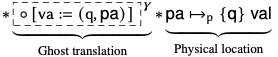 * ◦[va := (q, pa)]^γ * pa ↦ₚ {q} val
Ghost translation Physical location